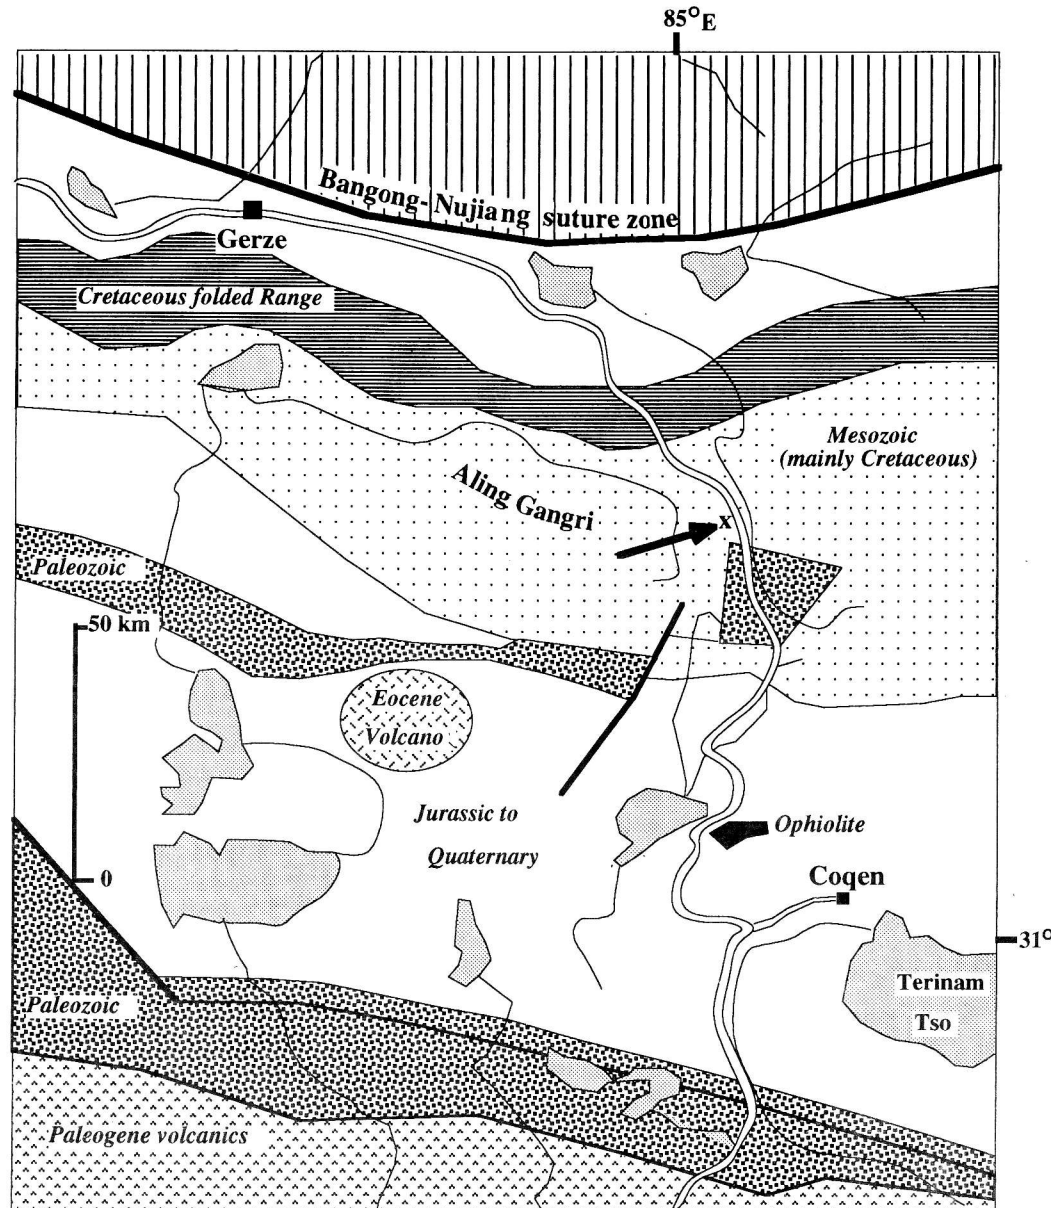 85°E
Bangong-Nujiang suture zone
Gerze
Cretaceous folded Range
Mesozoic
(mainly Cretaceous)
Aling Gangri
x
Paleozoic
50 km
Eocene
Volcano
Jurassic to
Quaternary
Ophiolite
0
Coqen
31°
Terinam
Tso
Paleozoic
Paleogene volcanics